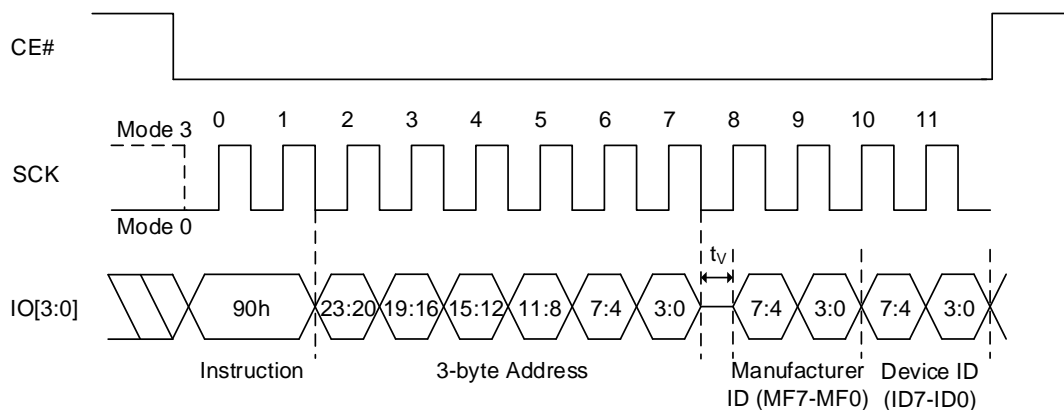 CE#
Mode 3
0 1 2 3 4 5 6 7 8 9 10 11
SCK
Mode 0
tV
IO[3:0]
90h 23:20 19:16 15:12 11:8 7:4 3:0 7:4 3:0 7:4 3:0
Instruction
3-byte Address
Manufacturer
ID (MF7-MF0)
Device ID
(ID7-ID0)